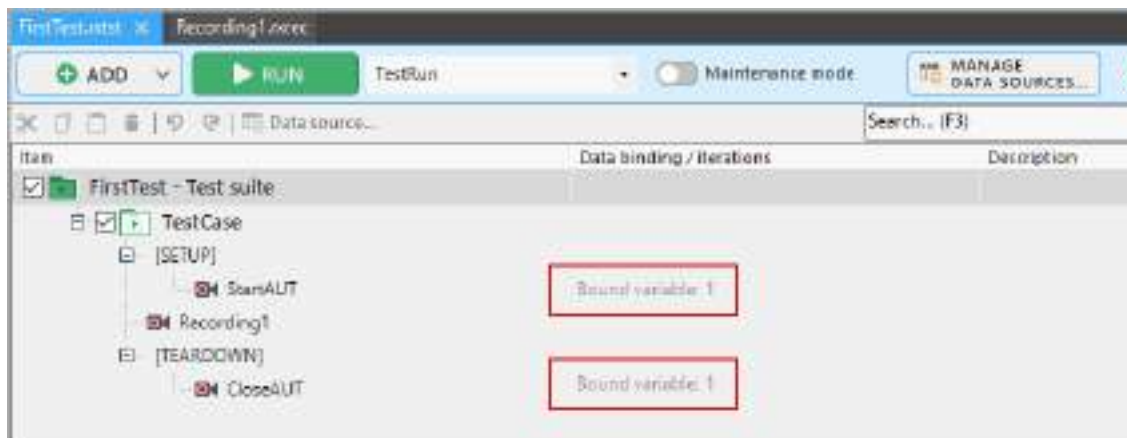 FirstTest.rxtst
Recording1.rxrec
ADD
RUN
TestRun
Maintenance mode
MANAGE
DATA SOURCES...
Data source...
Search... (F3)
Item
Data binding / iterations
Description
FirstTest - Test suite
TestCase
[SETUP]
StartAUT
Bound variable: 1
Recording1
[TEARDOWN]
CloseAUT
Bound variable: 1